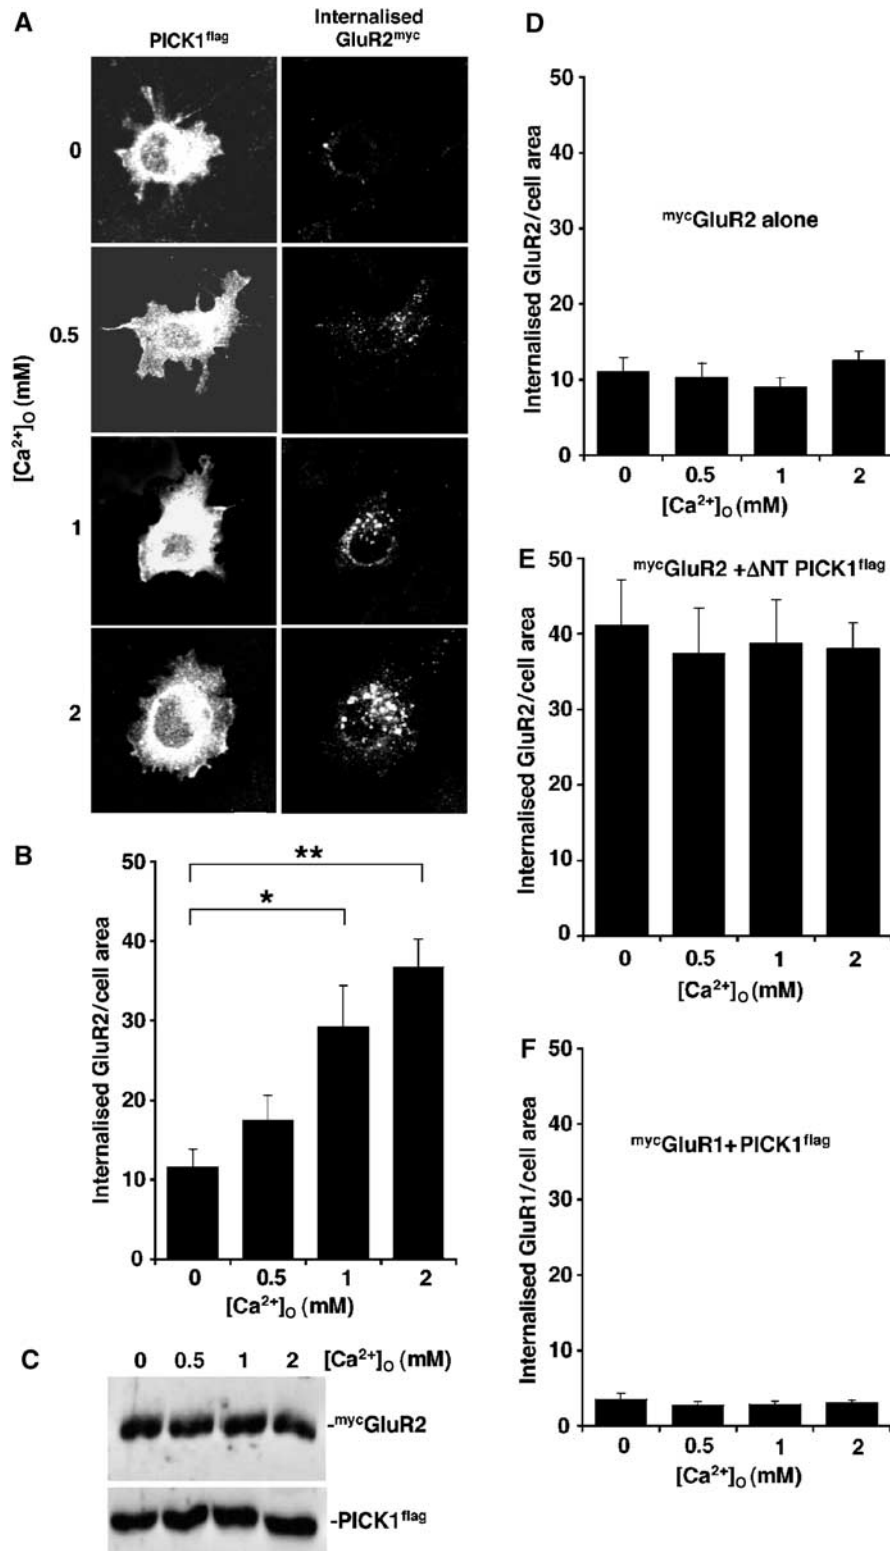 A
PICK1flag
Internalised
GluR2myc
[Ca2+]O (mM)
0
0.5
1
2
B
Internalised GluR2/cell area
50
40
30
20
10
0
*
**
0 0.5 1 2
[Ca2+]O (mM)
C
0 0.5 1 2 [Ca2+]O (mM)
-mycGluR2
-PICK1flag
D
Internalised GluR2/cell area
50
40
30
20
10
0
mycGluR2 alone
0 0.5 1 2
[Ca2+]O (mM)
E
Internalised GluR2/cell area
50
40
30
20
10
0
mycGluR2 +ΔNT PICK1flag
0 0.5 1 2
[Ca2+]O (mM)
F
Internalised GluR1/cell area
50
40
30
20
10
0
mycGluR1+PICK1flag
0 0.5 1 2
[Ca2+]O (mM)